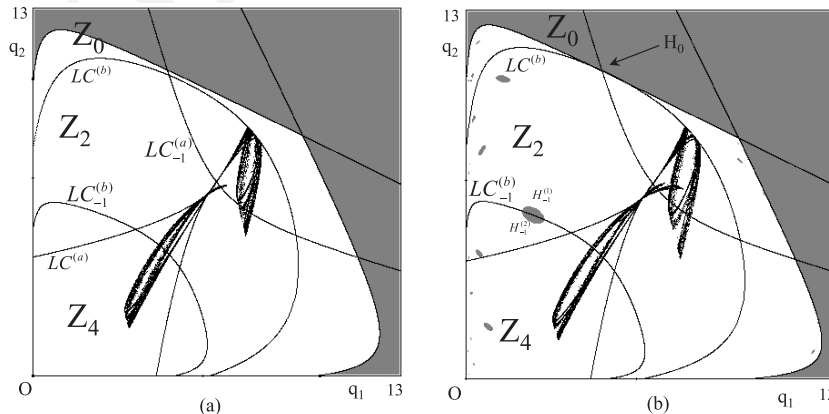 13
q₂
Z₀
LC⁽ᵇ⁾
Z₂
LC₋₁⁽ᵃ⁾
LC₋₁⁽ᵇ⁾
LC⁽ᵃ⁾
Z₄
O
q₁
13
(a)
13
q₂
Z₀
H₀
LC⁽ᵇ⁾
Z₂
LC₋₁⁽ᵇ⁾
H₋₁⁽¹⁾
H₋₁⁽²⁾
Z₄
O
q₁
(b)